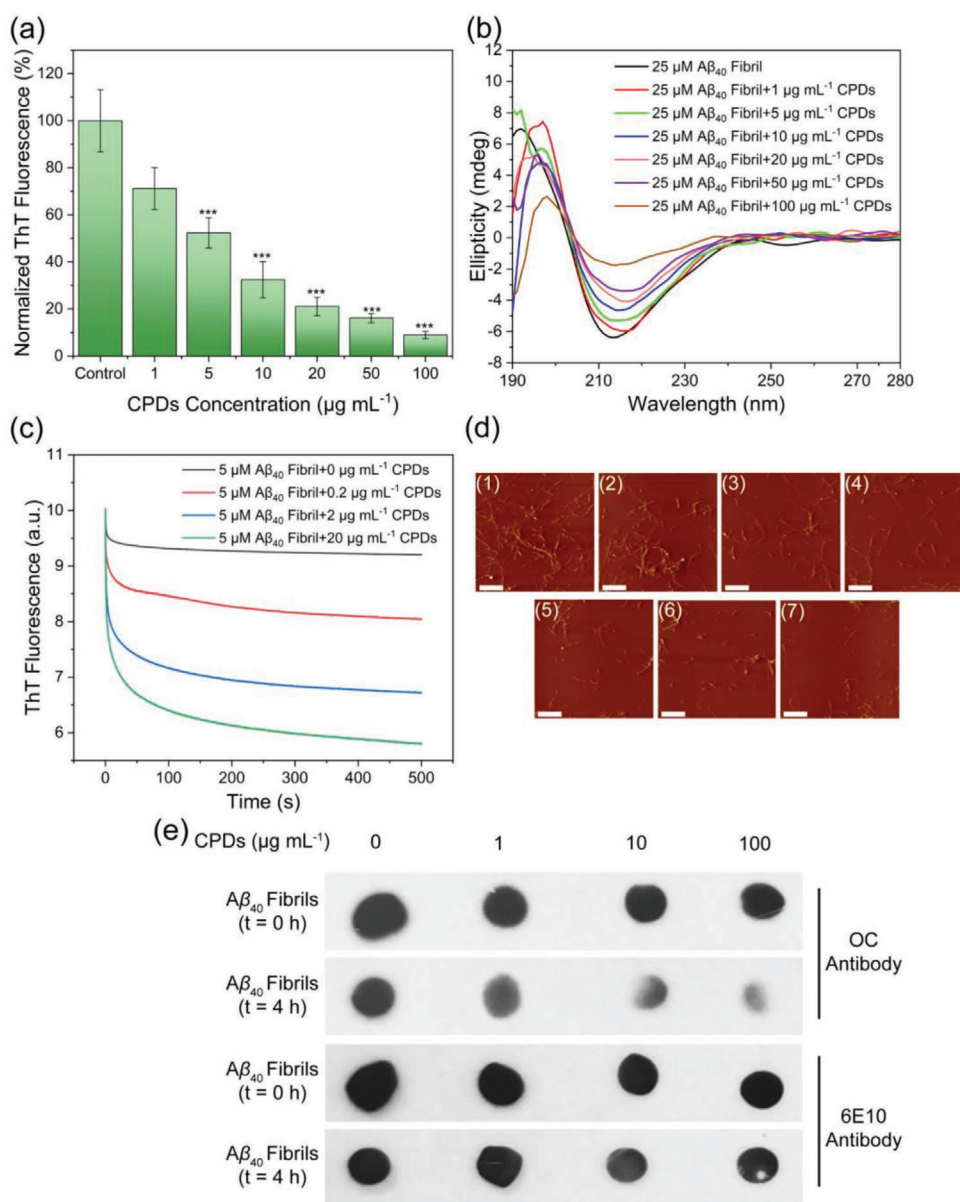 (a)
Normalized ThT Fluorescence (%)
120
100
80
60
40
20
0
Control 1 5 10 20 50 100
***
***
***
***
***
CPDs Concentration (µg mL⁻¹)
(b)
Ellipticity (mdeg)
12
10
8
6
4
2
0
-2
-4
-6
-8
25 µM Aβ₄₀ Fibril
25 µM Aβ₄₀ Fibril+1 µg mL⁻¹ CPDs
25 µM Aβ₄₀ Fibril+5 µg mL⁻¹ CPDs
25 µM Aβ₄₀ Fibril+10 µg mL⁻¹ CPDs
25 µM Aβ₄₀ Fibril+20 µg mL⁻¹ CPDs
25 µM Aβ₄₀ Fibril+50 µg mL⁻¹ CPDs
25 µM Aβ₄₀ Fibril+100 µg mL⁻¹ CPDs
190 210 230 250 270 280
Wavelength (nm)
(c)
ThT Fluorescence (a.u.)
11
10
9
8
7
6
5 µM Aβ₄₀ Fibril+0 µg mL⁻¹ CPDs
5 µM Aβ₄₀ Fibril+0.2 µg mL⁻¹ CPDs
5 µM Aβ₄₀ Fibril+2 µg mL⁻¹ CPDs
5 µM Aβ₄₀ Fibril+20 µg mL⁻¹ CPDs
0 100 200 300 400 500
Time (s)
(d)
(1) (2) (3) (4)
(5) (6) (7)
(e)
CPDs (µg mL⁻¹) 0 1 10 100
Aβ₄₀ Fibrils
(t = 0 h)
Aβ₄₀ Fibrils
(t = 4 h)
OC
Antibody
Aβ₄₀ Fibrils
(t = 0 h)
Aβ₄₀ Fibrils
(t = 4 h)
6E10
Antibody